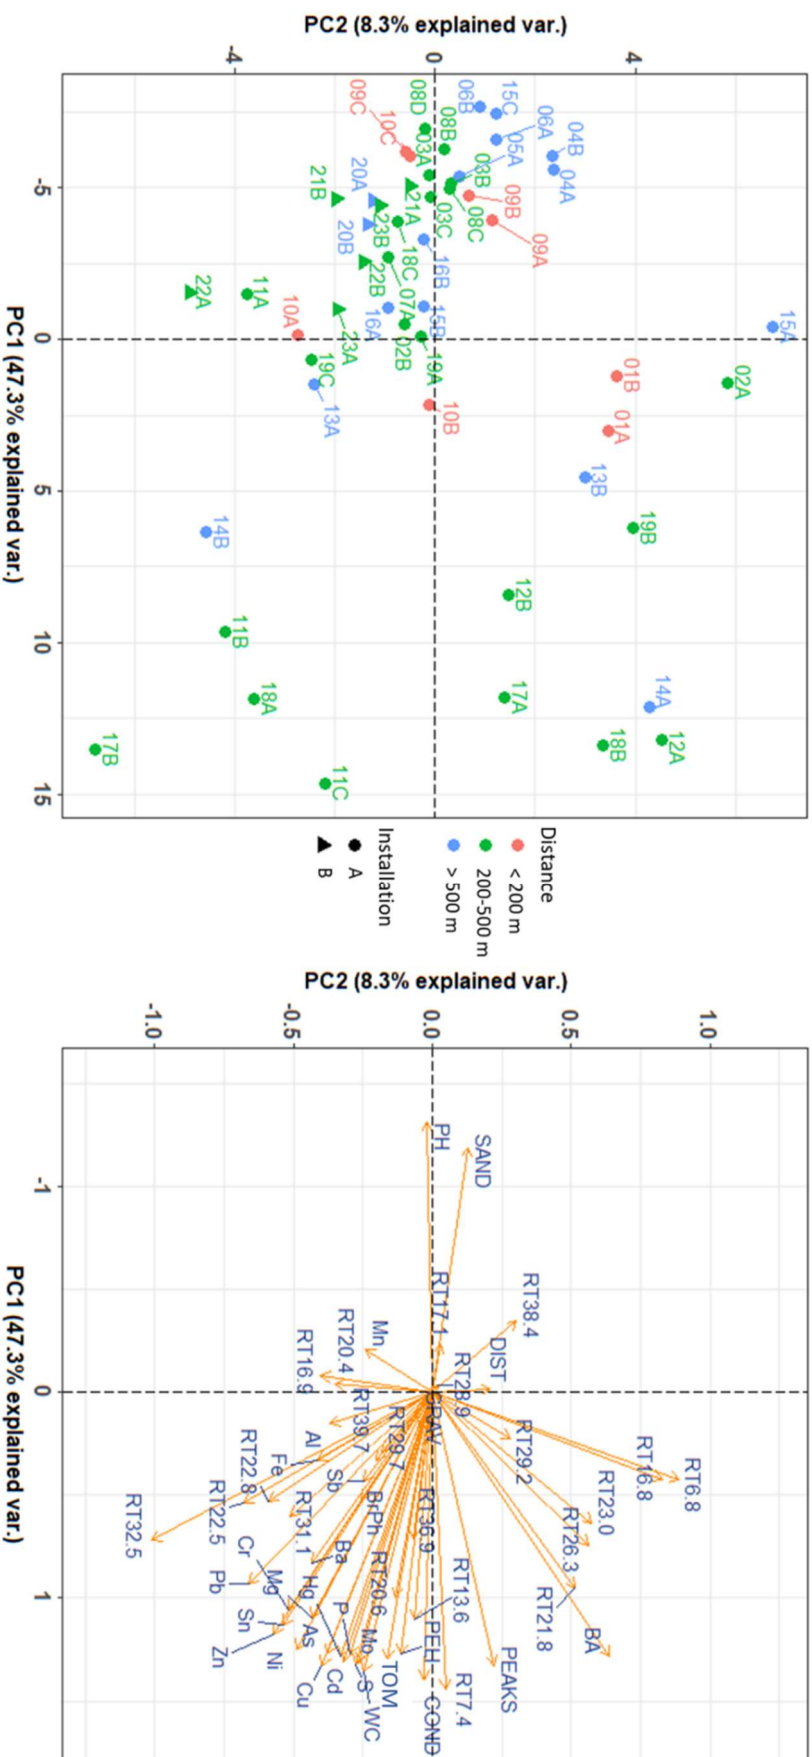 PC2 (8.3% explained var.)
-4
0
4
-5
0
5
10
15
PC1 (47.3% explained var.)
15A
02A
01B
01A
13B
19B
12B
17A
14A
12A
18B
04B
04A
06A
15C
05A
06B
08B
08D
03B
09B
09A
08C
03C
03A
10C
09C
20A
21A
21B
23B
20B
18C
16B
22B
07A
15B
16A
02B
19A
22A
11A
10A
23A
19C
13A
10B
14B
11B
18A
17B
11C
Distance
< 200 m
200-500 m
> 500 m
Installation
A
B
PC2 (8.3% explained var.)
-1.0
-0.5
0.0
0.5
1.0
-1
0
1
PC1 (47.3% explained var.)
PH
SAND
RT38.4
RT17.1
DIST
RT28.9
GRAV
Mn
RT20.4
RT16.9
RT39.7
RT29.7
RT29.2
RT6.8
RT16.8
RT23.0
RT26.3
RT21.8
BA
Al
Fe
Sb
RT22.8
RT22.5
RT32.5
RT31.1
BrPh
RT36.9
Ba
RT20.6
RT13.6
Cr
Pb
Mg
Hg
Sn
Zn
Ni
As
P
Mo
Cu
Cd
S
WC
TOM
PEH
COND
RT7.4
PEAKS